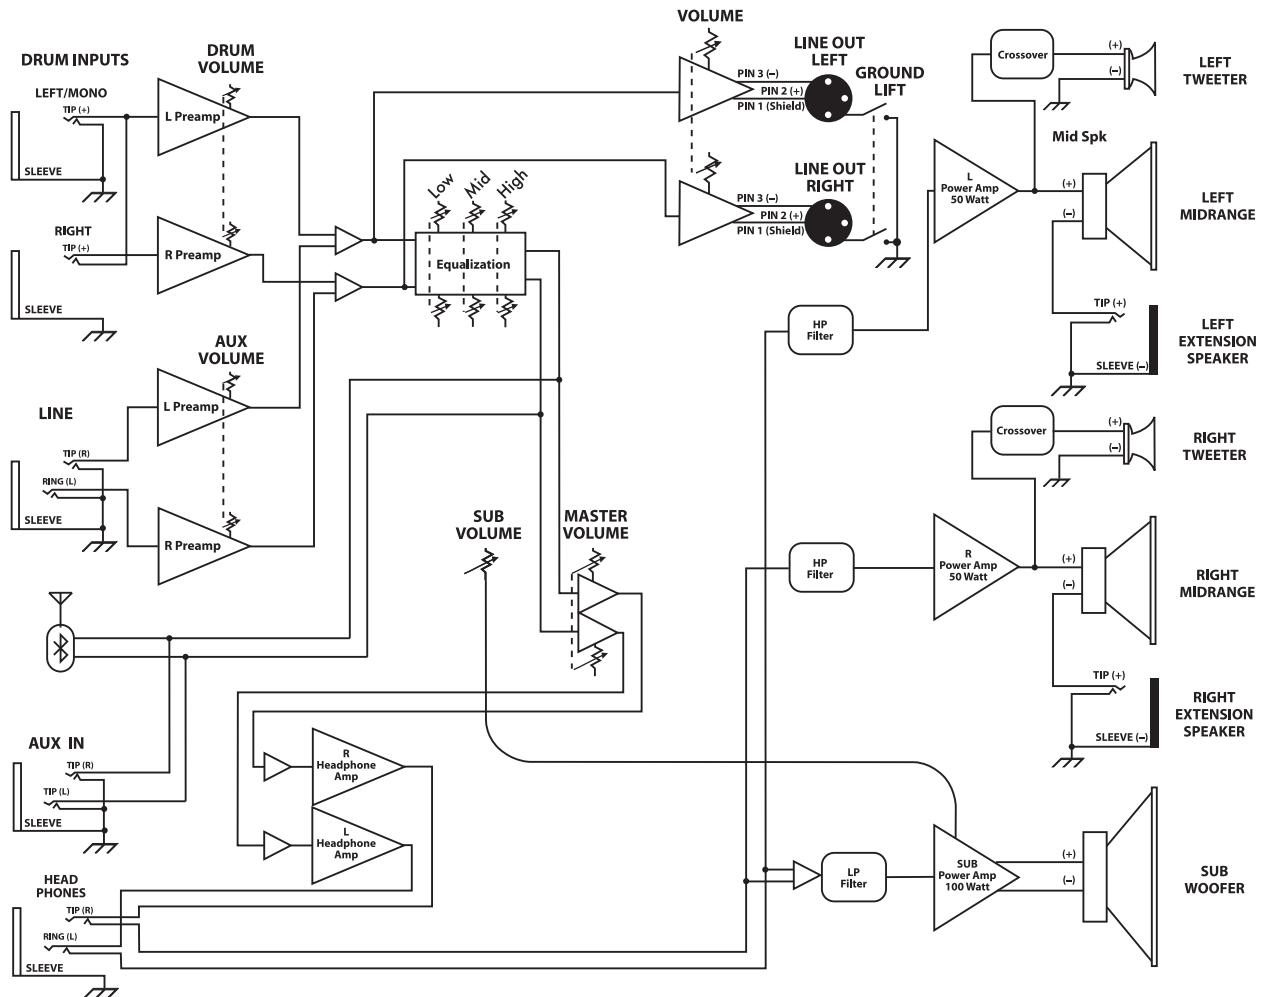 DRUM INPUTS
LEFT/MONO
TIP (+)
SLEEVE
RIGHT
TIP (+)
SLEEVE
DRUM
VOLUME
L Preamp
R Preamp
AUX
VOLUME
L Preamp
R Preamp
LINE
TIP (R)
RING (L)
SLEEVE
Low
Mid
High
Equalization
VOLUME
LINE OUT
LEFT
PIN 3 (–)
PIN 2 (+)
PIN 1 (Shield)
GROUND
LIFT
LINE OUT
RIGHT
PIN 3 (–)
PIN 2 (+)
PIN 1 (Shield)
Crossover
(+)
(–)
LEFT
TWEETER
Mid Spk
L
Power Amp
50 Watt
(+)
(–)
LEFT
MIDRANGE
HP
Filter
TIP (+)
SLEEVE (–)
LEFT
EXTENSION
SPEAKER
Crossover
(+)
(–)
RIGHT
TWEETER
SUB
VOLUME
MASTER
VOLUME
HP
Filter
R
Power Amp
50 Watt
(+)
(–)
RIGHT
MIDRANGE
TIP (+)
SLEEVE (–)
RIGHT
EXTENSION
SPEAKER
AUX IN
TIP (R)
TIP (L)
SLEEVE
R
Headphone
Amp
L
Headphone
Amp
HEAD
PHONES
TIP (R)
RING (L)
SLEEVE
LP
Filter
SUB
Power Amp
100 Watt
(+)
(–)
SUB
WOOFER